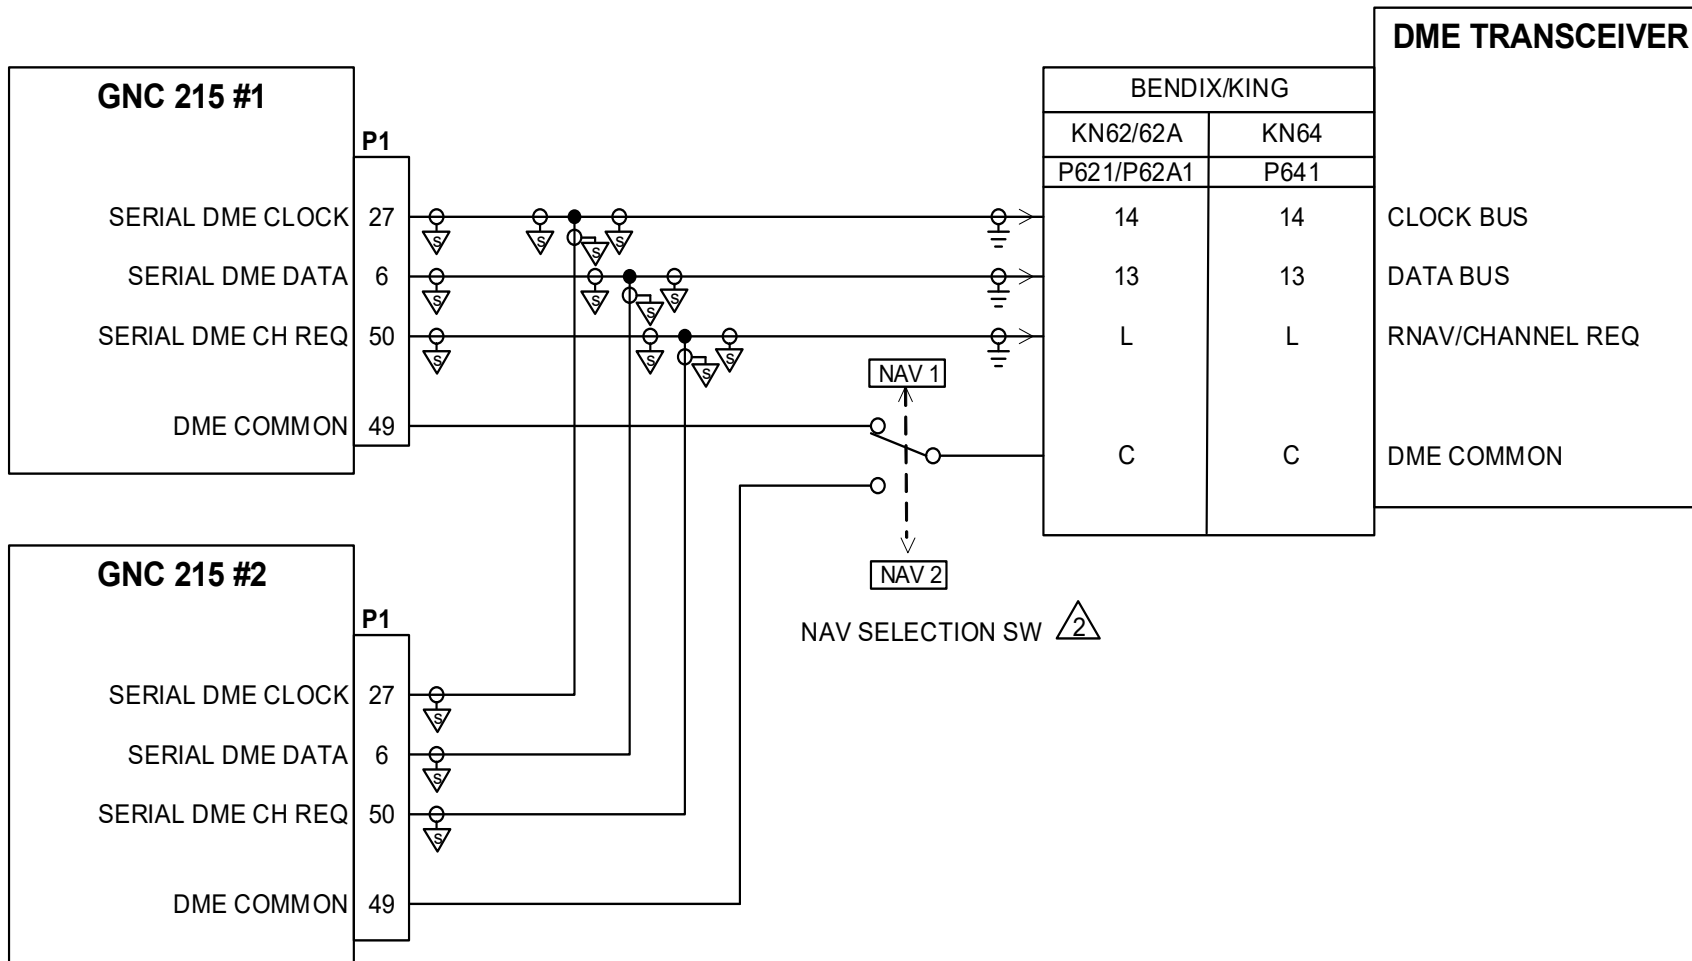 DME TRANSCEIVER
GNC 215 #1
P1
BENDIX/KING
KN62/62A KN64
P621/P62A1 P641
SERIAL DME CLOCK 27 14 14 CLOCK BUS
S S S S
SERIAL DME DATA 6 13 13 DATA BUS
S S S S
SERIAL DME CH REQ 50 L L RNAV/CHANNEL REQ
S S S S
NAV 1
DME COMMON 49
C C DME COMMON
NAV 2
NAV SELECTION SW 2
GNC 215 #2
P1
SERIAL DME CLOCK 27
S
SERIAL DME DATA 6
S
SERIAL DME CH REQ 50
S
DME COMMON 49